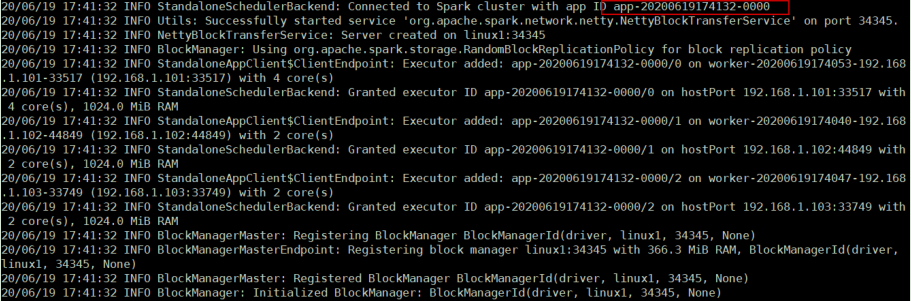 20/06/19 17:41:32 INFO StandaloneSchedulerBackend: Connected to Spark cluster with app ID app-20200619174132-0000
20/06/19 17:41:32 INFO Utils: Successfully started service 'org.apache.spark.network.netty.NettyBlockTransferService' on port 34345.
20/06/19 17:41:32 INFO NettyBlockTransferService: Server created on linux1:34345
20/06/19 17:41:32 INFO BlockManager: Using org.apache.spark.storage.RandomBlockReplicationPolicy for block replication policy
20/06/19 17:41:32 INFO StandaloneAppClient$ClientEndpoint: Executor added: app-20200619174132-0000/0 on worker-20200619174053-192.168
.1.101-33517 (192.168.1.101:33517) with 4 core(s)
20/06/19 17:41:32 INFO StandaloneSchedulerBackend: Granted executor ID app-20200619174132-0000/0 on hostPort 192.168.1.101:33517 with
 4 core(s), 1024.0 MiB RAM
20/06/19 17:41:32 INFO StandaloneAppClient$ClientEndpoint: Executor added: app-20200619174132-0000/1 on worker-20200619174040-192.168
.1.102-44849 (192.168.1.102:44849) with 2 core(s)
20/06/19 17:41:32 INFO StandaloneSchedulerBackend: Granted executor ID app-20200619174132-0000/1 on hostPort 192.168.1.102:44849 with
 2 core(s), 1024.0 MiB RAM
20/06/19 17:41:32 INFO StandaloneAppClient$ClientEndpoint: Executor added: app-20200619174132-0000/2 on worker-20200619174047-192.168
.1.103-33749 (192.168.1.103:33749) with 2 core(s)
20/06/19 17:41:32 INFO StandaloneSchedulerBackend: Granted executor ID app-20200619174132-0000/2 on hostPort 192.168.1.103:33749 with
 2 core(s), 1024.0 MiB RAM
20/06/19 17:41:32 INFO BlockManagerMaster: Registering BlockManager BlockManagerId(driver, linux1, 34345, None)
20/06/19 17:41:32 INFO BlockManagerMasterEndpoint: Registering block manager linux1:34345 with 366.3 MiB RAM, BlockManagerId(driver,
linux1, 34345, None)
20/06/19 17:41:32 INFO BlockManagerMaster: Registered BlockManager BlockManagerId(driver, linux1, 34345, None)
20/06/19 17:41:32 INFO BlockManager: Initialized BlockManager: BlockManagerId(driver, linux1, 34345, None)